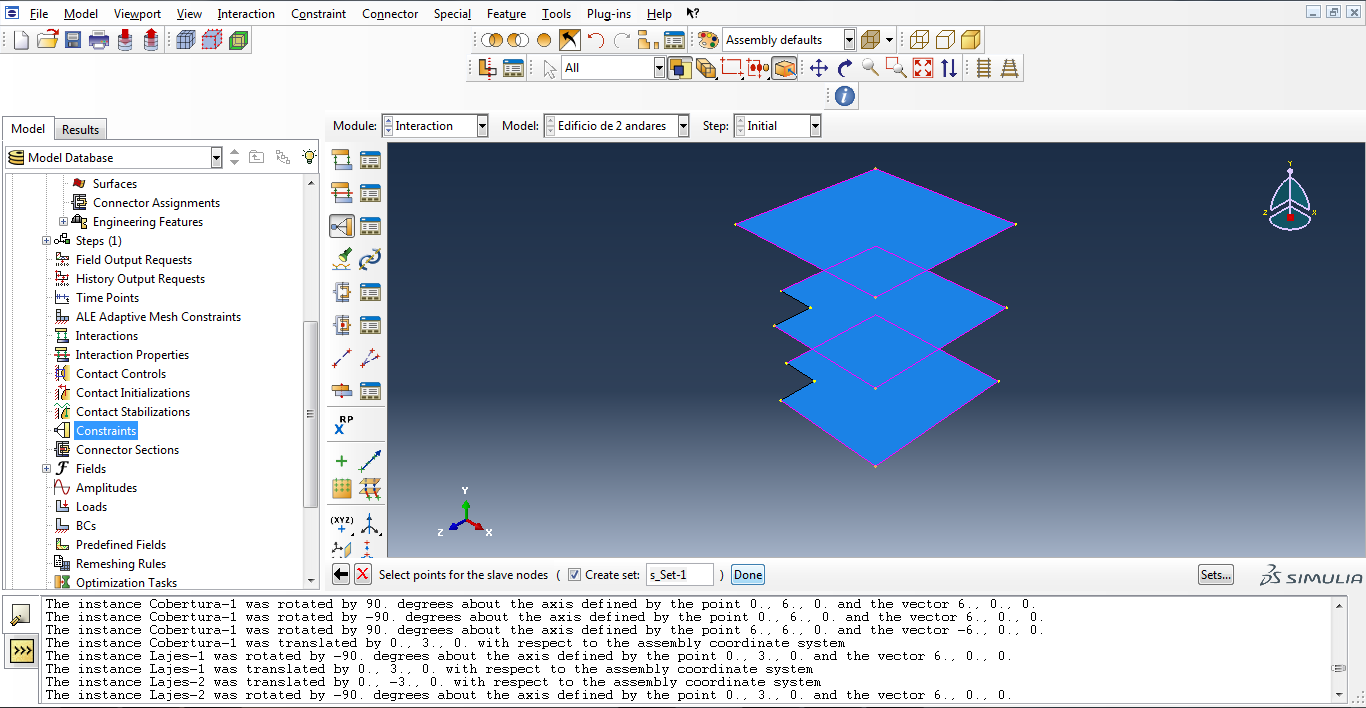 File Model Viewport View Interaction Constraint Connector Special Feature Tools Plug-ins Help
Assembly defaults
All
Model Results
Module: Interaction Model: Edificio de 2 andares Step: Initial
Model Database
Surfaces
Connector Assignments
Engineering Features
Steps (1)
Field Output Requests
History Output Requests
Time Points
ALE Adaptive Mesh Constraints
Interactions
Interaction Properties
Contact Controls
Contact Initializations
Contact Stabilizations
Constraints
Connector Sections
Fields
Amplitudes
Loads
BCs
Predefined Fields
Remeshing Rules
Optimization Tasks
RP
(XYZ)
Y
Z X
Y
Z X
Select points for the slave nodes ( Create set: s_Set-1 ) Done Sets... SIMULIA
The instance Cobertura-1 was rotated by 90. degrees about the axis defined by the point 0., 6., 0. and the vector 6., 0., 0.
The instance Cobertura-1 was rotated by -90. degrees about the axis defined by the point 0., 6., 0. and the vector 6., 0., 0.
The instance Cobertura-1 was rotated by 90. degrees about the axis defined by the point 6., 6., 0. and the vector -6., 0., 0.
The instance Cobertura-1 was translated by 0., 3., 0. with respect to the assembly coordinate system
The instance Lajes-1 was rotated by -90. degrees about the axis defined by the point 0., 3., 0. and the vector 6., 0., 0.
The instance Lajes-1 was translated by 0., 3., 0. with respect to the assembly coordinate system
The instance Lajes-2 was translated by 0., -3., 0. with respect to the assembly coordinate system
The instance Lajes-2 was rotated by -90. degrees about the axis defined by the point 0., 3., 0. and the vector 6., 0., 0.